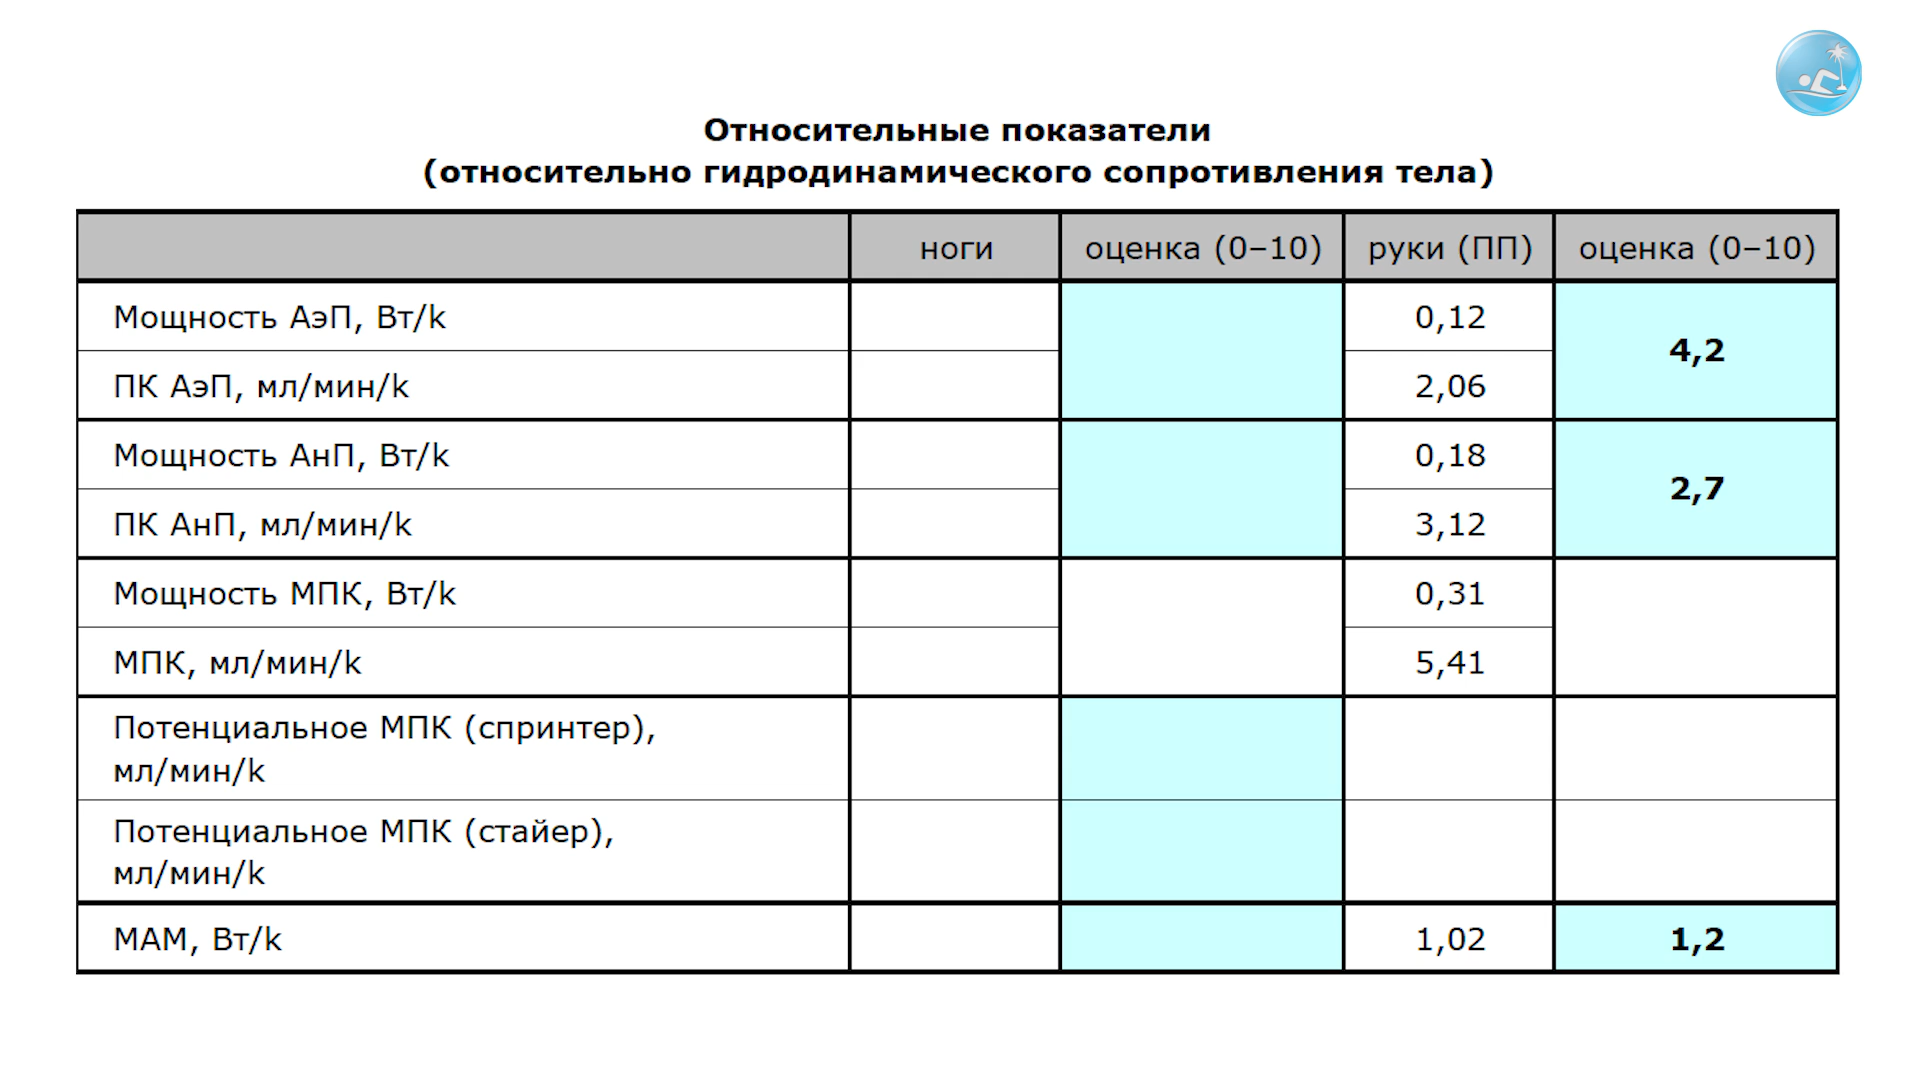 Относительные показатели
(относительно гидродинамического сопротивления тела)
ноги оценка (0–10) руки (ПП) оценка (0–10)
Мощность АэП, Вт/k 0,12
4,2
ПК АэП, мл/мин/k 2,06
Мощность АнП, Вт/k 0,18
2,7
ПК АнП, мл/мин/k 3,12
Мощность МПК, Вт/k 0,31
МПК, мл/мин/k 5,41
Потенциальное МПК (спринтер),
мл/мин/k
Потенциальное МПК (стайер),
мл/мин/k
МАМ, Вт/k 1,02 1,2